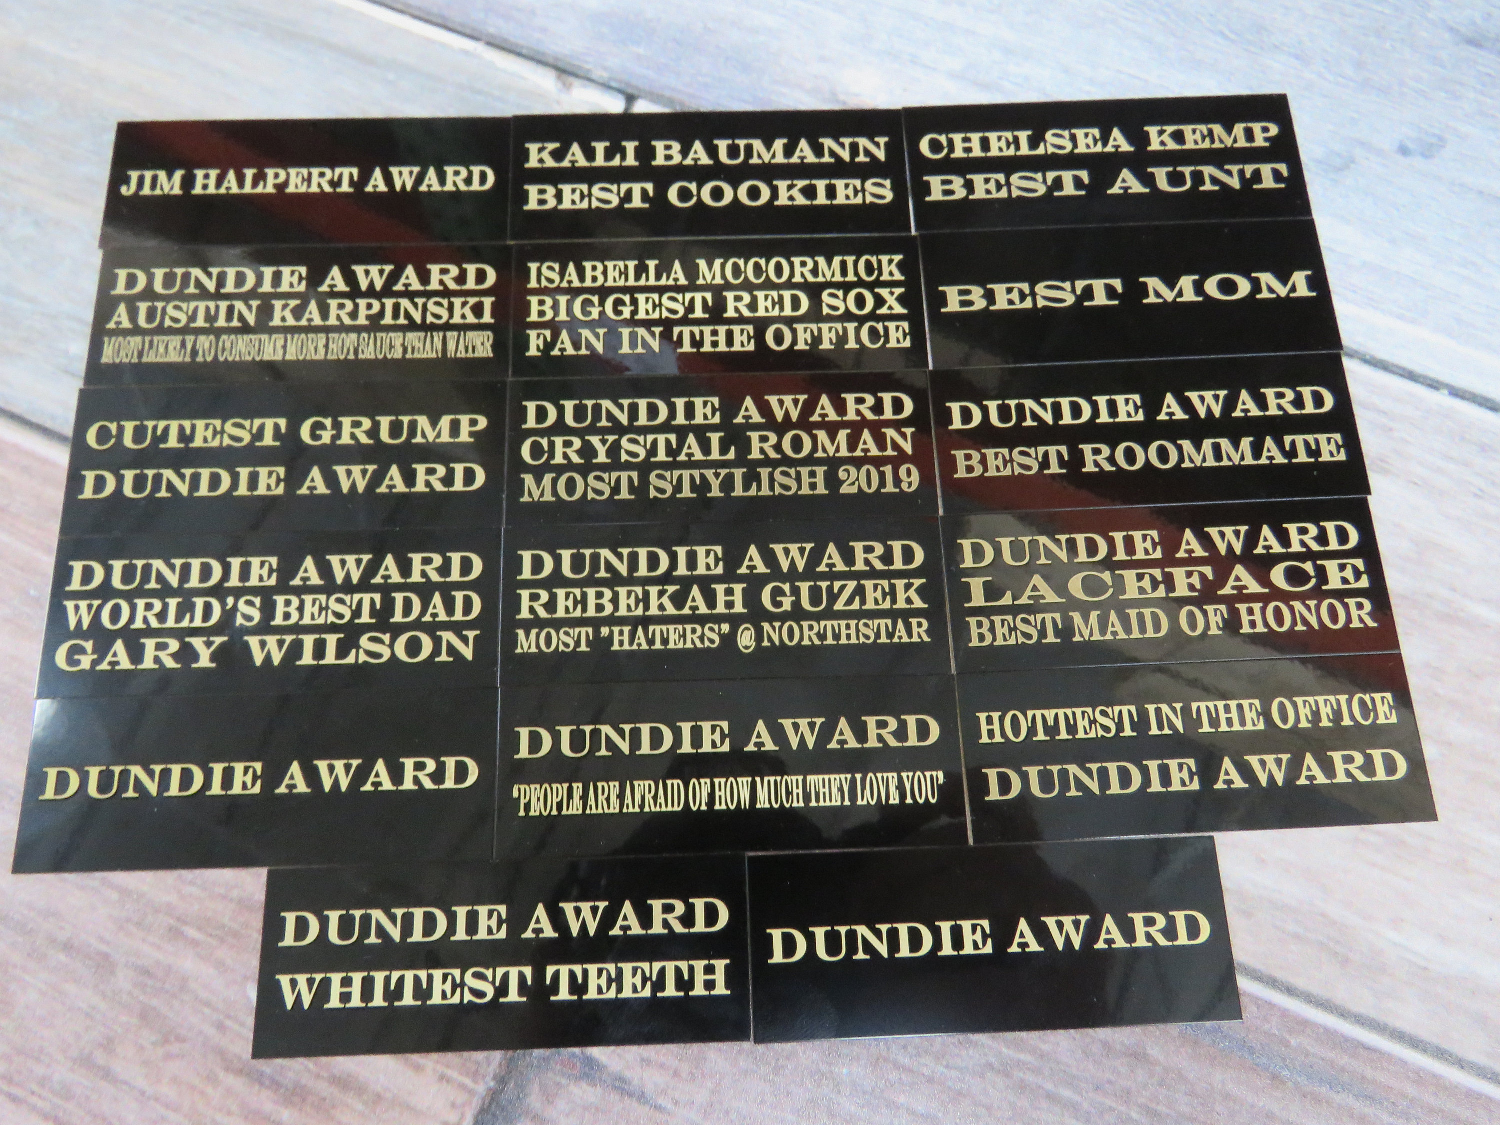 JIM HALPERT AWARD
KALI BAUMANN
BEST COOKIES
CHELSEA KEMP
BEST AUNT
DUNDIE AWARD
AUSTIN KARPINSKI
MOST LIKELY TO CONSUME MORE HOT SAUCE THAN WATER
ISABELLA MCCORMICK
BIGGEST RED SOX
FAN IN THE OFFICE
BEST MOM
CUTEST GRUMP
DUNDIE AWARD
DUNDIE AWARD
CRYSTAL ROMAN
MOST STYLISH 2019
DUNDIE AWARD
BEST ROOMMATE
DUNDIE AWARD
WORLD'S BEST DAD
GARY WILSON
DUNDIE AWARD
REBEKAH GUZEK
MOST "HATERS" @ NORTHSTAR
DUNDIE AWARD
LACEFACE
BEST MAID OF HONOR
DUNDIE AWARD
DUNDIE AWARD
"PEOPLE ARE AFRAID OF HOW MUCH THEY LOVE YOU"
HOTTEST IN THE OFFICE
DUNDIE AWARD
DUNDIE AWARD
WHITEST TEETH
DUNDIE AWARD